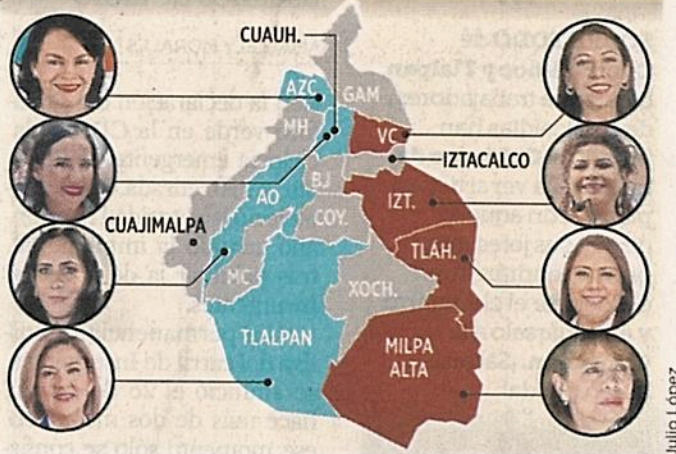 CUAUH.
AZC
GAM
MH
VC
IZTACALCO
BJ
AO
IZT.
COY.
CUAJIMALPA
TLÁH.
MC
XOCH.
TLALPAN
MILPA
ALTA
Julio López